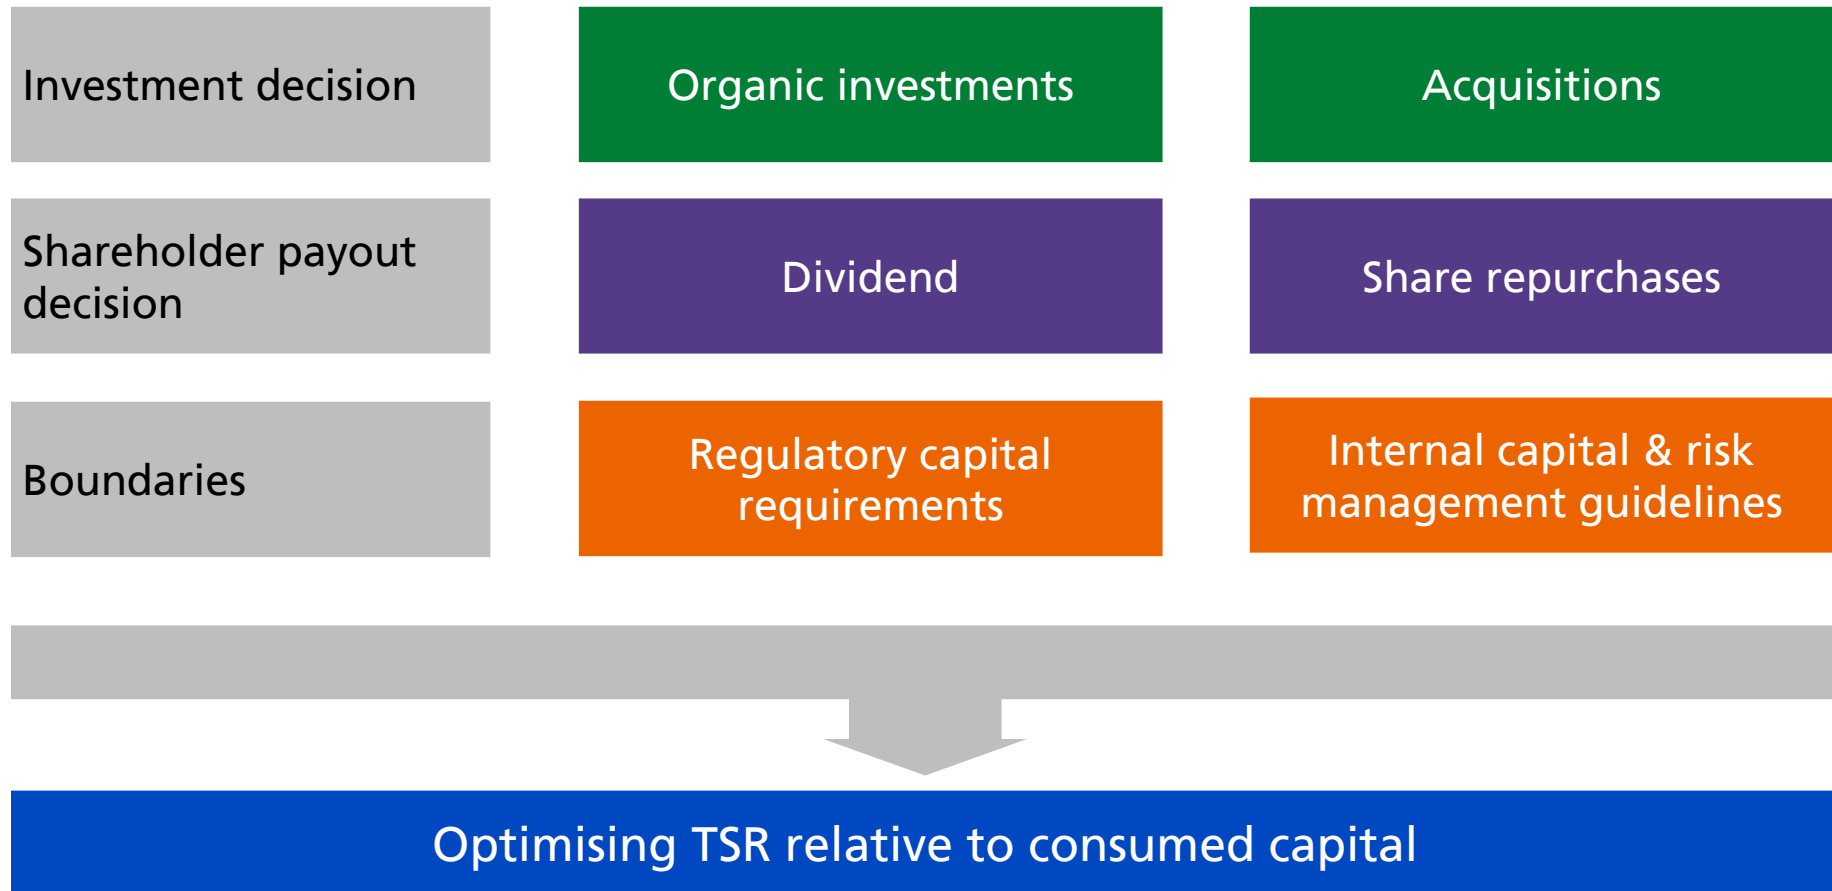 Investment decision
Organic investments
Acquisitions
Shareholder payout
decision
Dividend
Share repurchases
Boundaries
Regulatory capital
requirements
Internal capital & risk
management guidelines
Optimising TSR relative to consumed capital